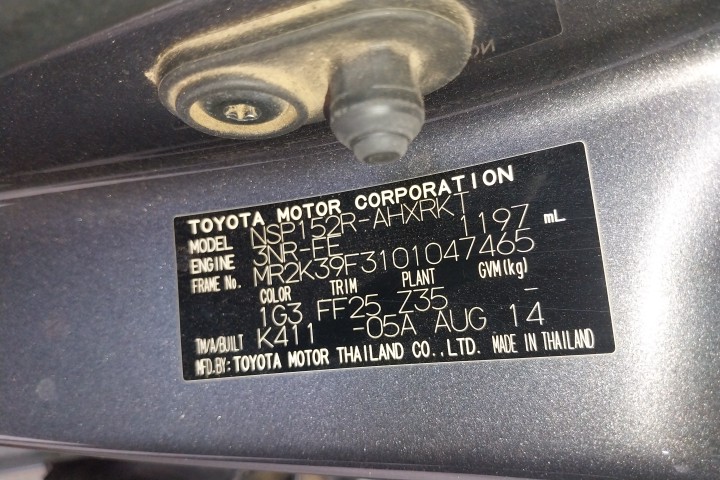 TOYOTA MOTOR CORPORATION
MODEL NSP152R-AHXRKT
ENGINE 3NR-FE 1197 mL
FRAME No. MR2K39F3101047465
COLOR TRIM PLANT GVM(kg)
1G3 FF25 Z35 -
TM/A/BUILT K411 -05A AUG 14
MFD.BY: TOYOTA MOTOR THAILAND CO.,LTD. MADE IN THAILAND